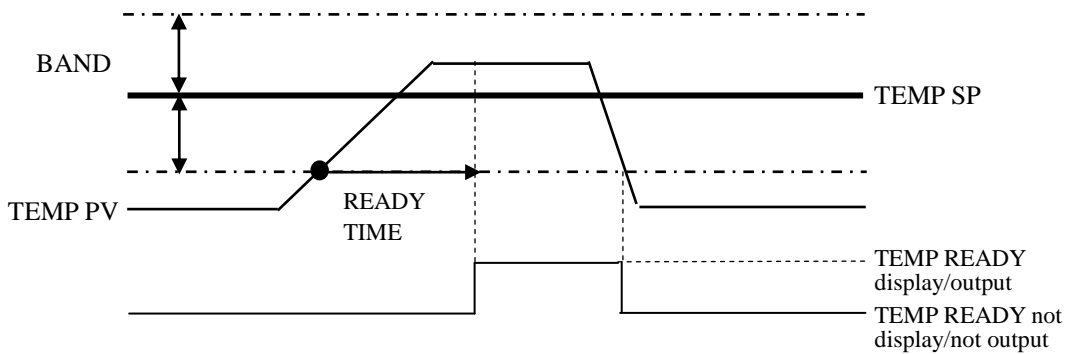 BAND
TEMP SP
TEMP PV
READY
TIME
TEMP READY
display/output
TEMP READY not
display/not output